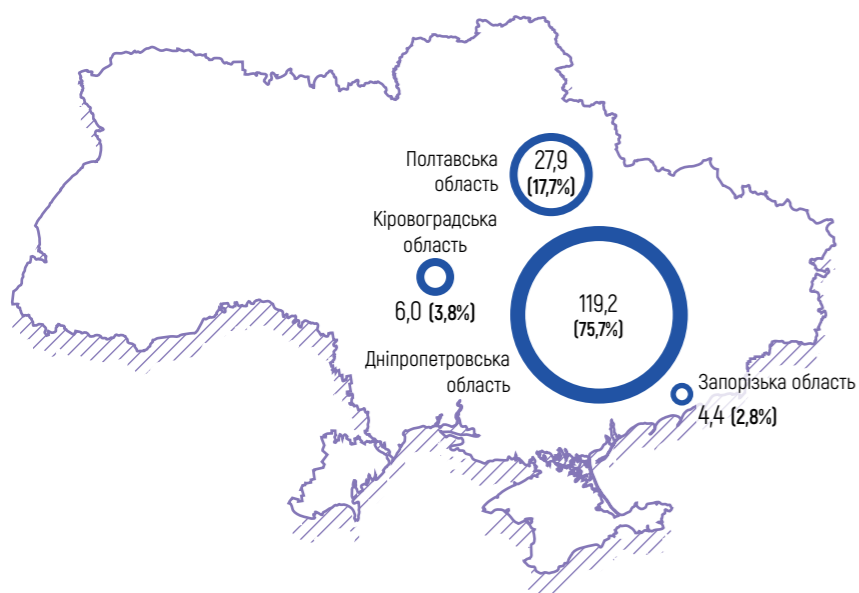 Полтавська
область
27,9
(17,7%)
Кіровоградська
область
6,0 (3,8%)
119,2
(75,7%)
Дніпропетровська
область
Запорізька область
4,4 (2,8%)